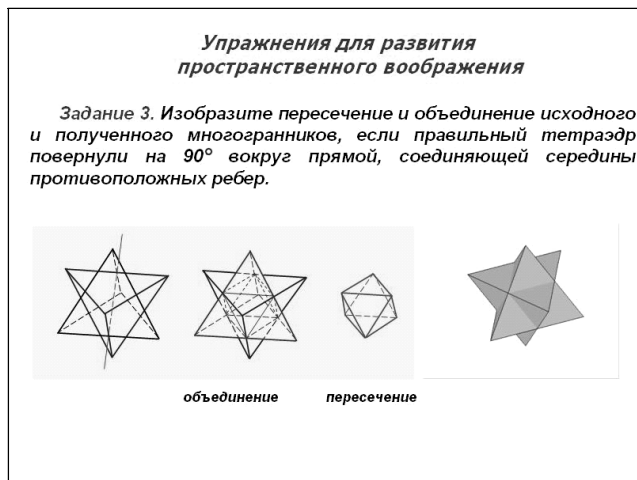 Упражнения для развития
пространственного воображения
Задание 3. Изобразите пересечение и объединение исходного
и полученного многогранников, если правильный тетраэдр
повернули на 90° вокруг прямой, соединяющей середины
противоположных ребер.
объединение пересечение